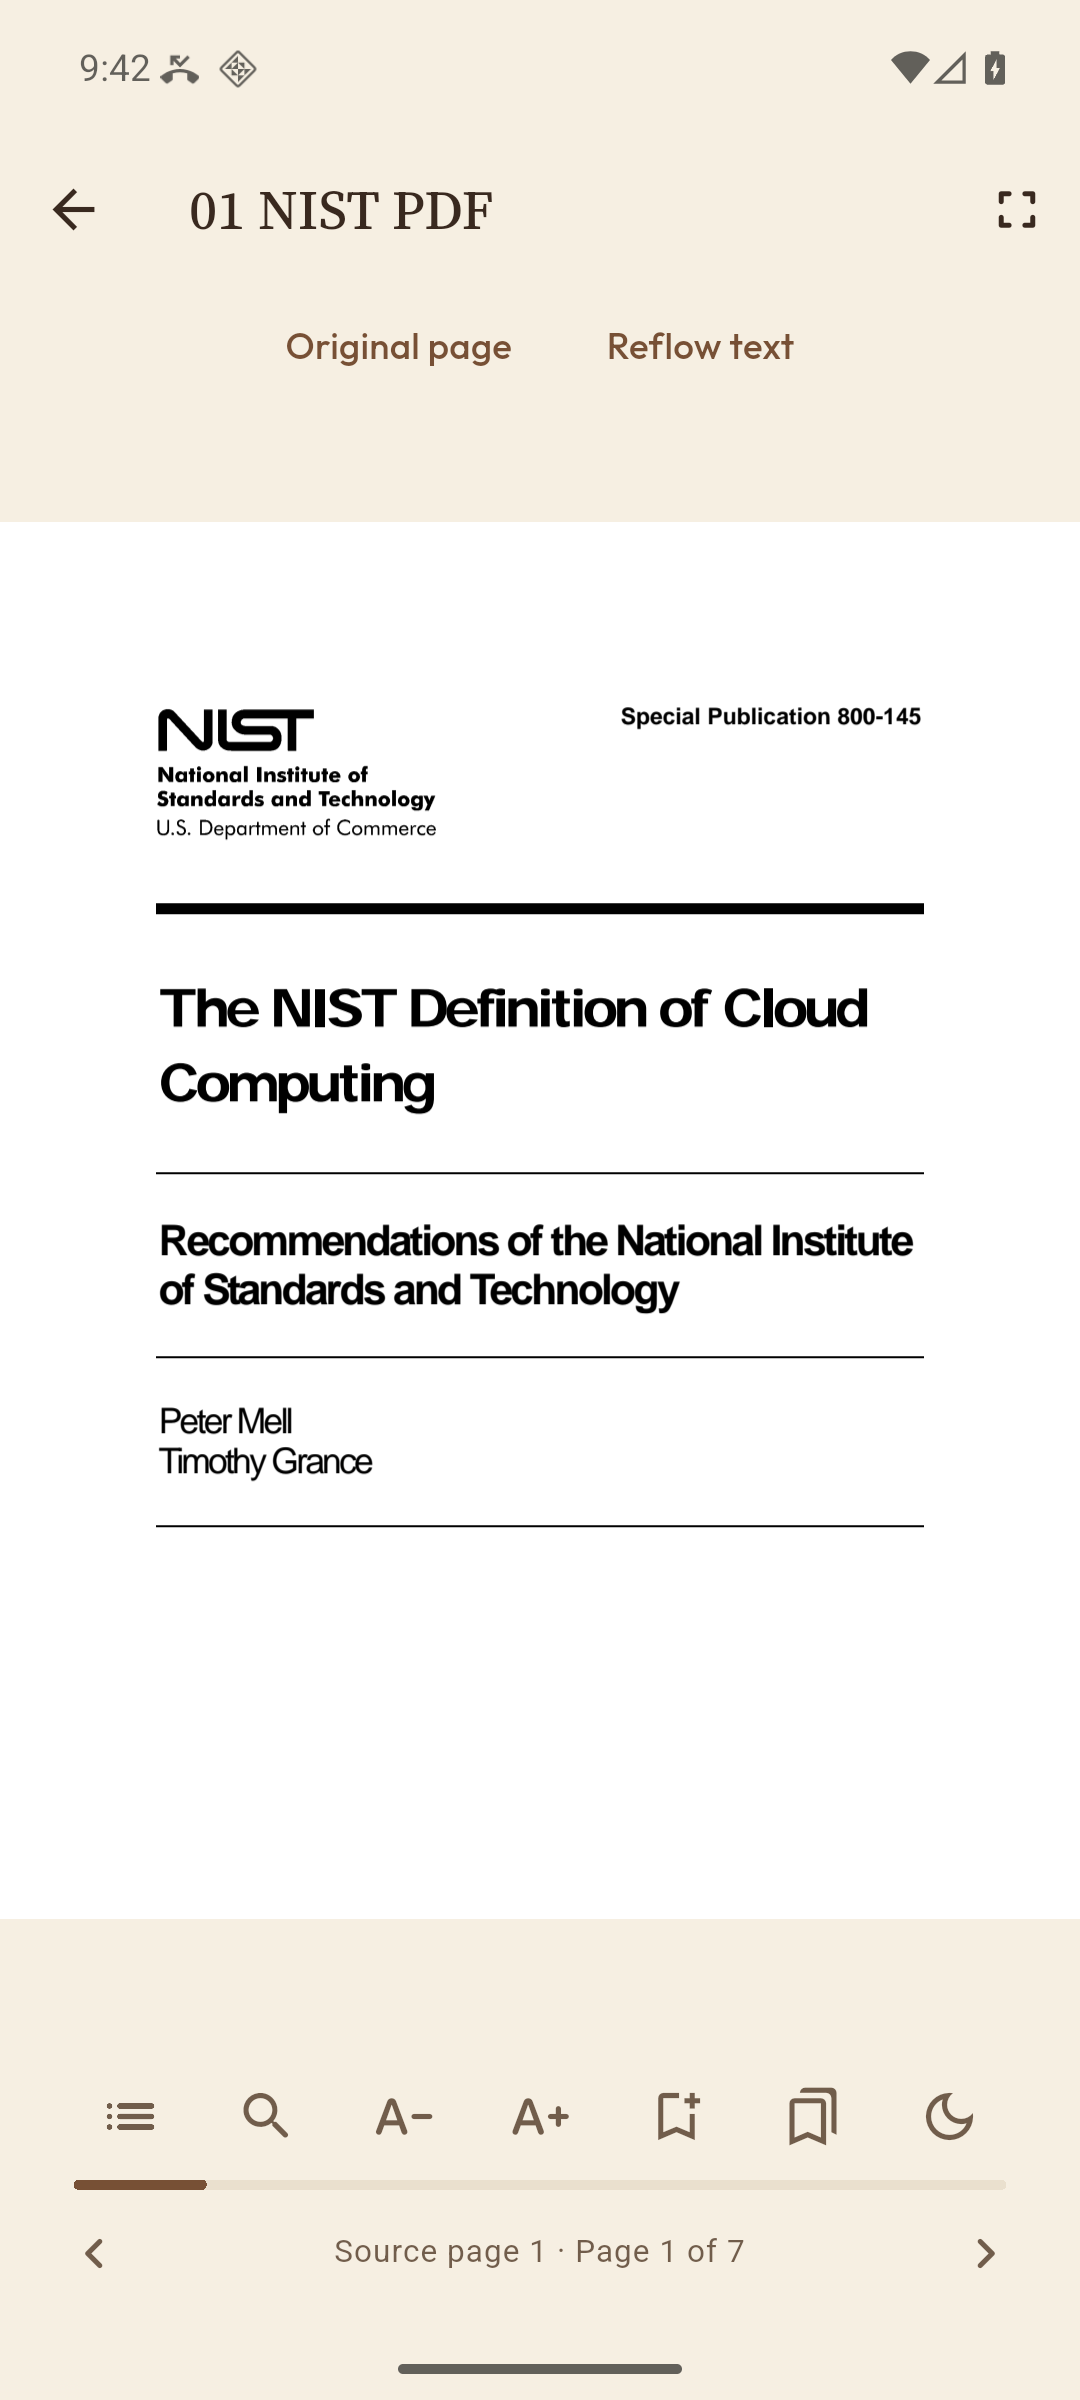 9:42
01 NIST PDF
Original page
Reflow text
NIST
Special Publication 800-145
National Institute of
Standards and Technology
U.S. Department of Commerce
The NIST Definition of Cloud
Computing
Recommendations of the National Institute
of Standards and Technology
Peter Mell
Timothy Grance
A−
A+
Source page 1 · Page 1 of 7